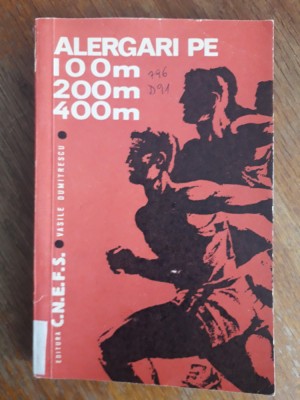 ALERGARI PE
100m
200m
400m
796
D91
EDITURA C.N.E.F.S. ● VASILE DUMITRESCU ●